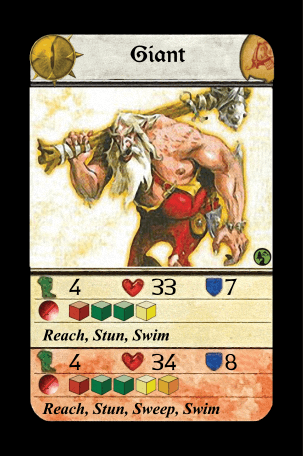 Giant
4 33 7
Reach, Stun, Swim
4 34 8
Reach, Stun, Sweep, Swim